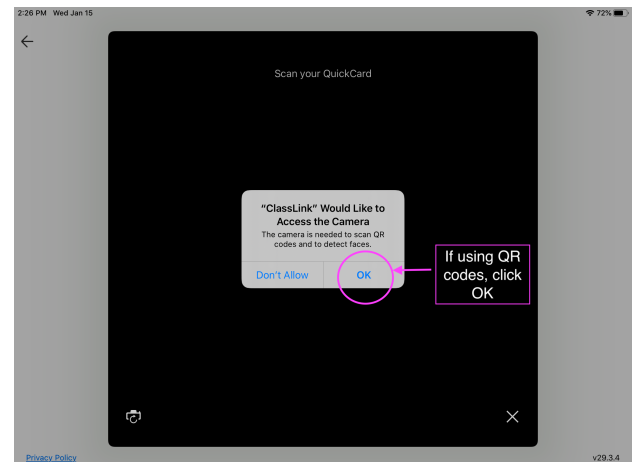 2:26 PM Wed Jan 15
72%
Scan your QuickCard
"ClassLink" Would Like to
Access the Camera
The camera is needed to scan QR
codes and to detect faces.
Don't Allow
OK
If using QR
codes, click
OK
Privacy Policy
v29.3.4